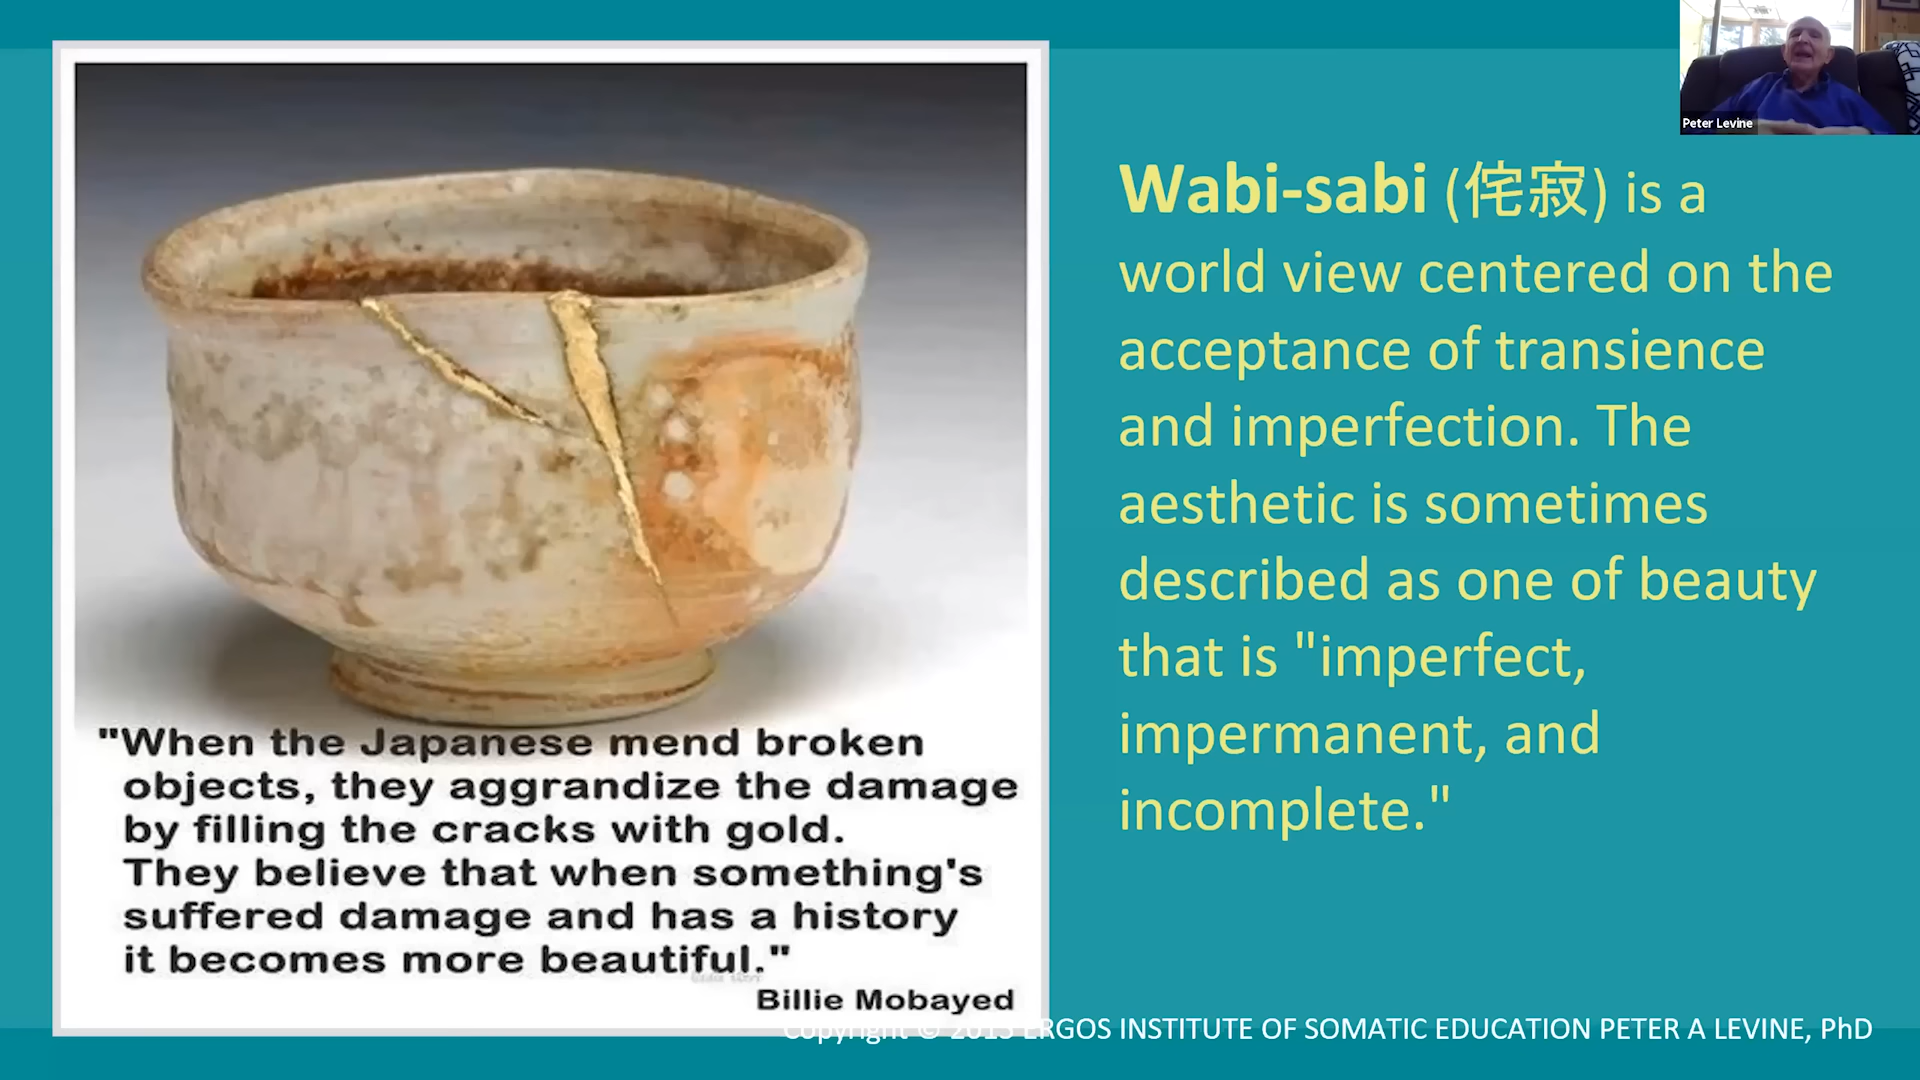 Peter Levine
Wabi-sabi (侘寂) is a
world view centered on the
acceptance of transience
and imperfection. The
aesthetic is sometimes
described as one of beauty
that is "imperfect,
impermanent, and
incomplete."
"When the Japanese mend broken
objects, they aggrandize the damage
by filling the cracks with gold.
They believe that when something's
suffered damage and has a history
it becomes more beautiful."
Billie Mobayed
Copyright © 2015 ERGOS INSTITUTE OF SOMATIC EDUCATION PETER A LEVINE, PhD